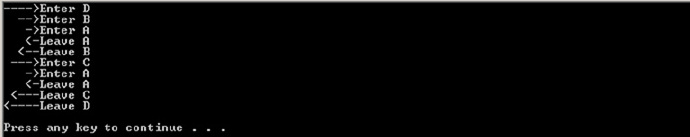 ---->Enter D
-->Enter B
->Enter A
<-Leave A
<--Leave B
--->Enter C
->Enter A
<-Leave A
<---Leave C
<----Leave D
Press any key to continue . . .